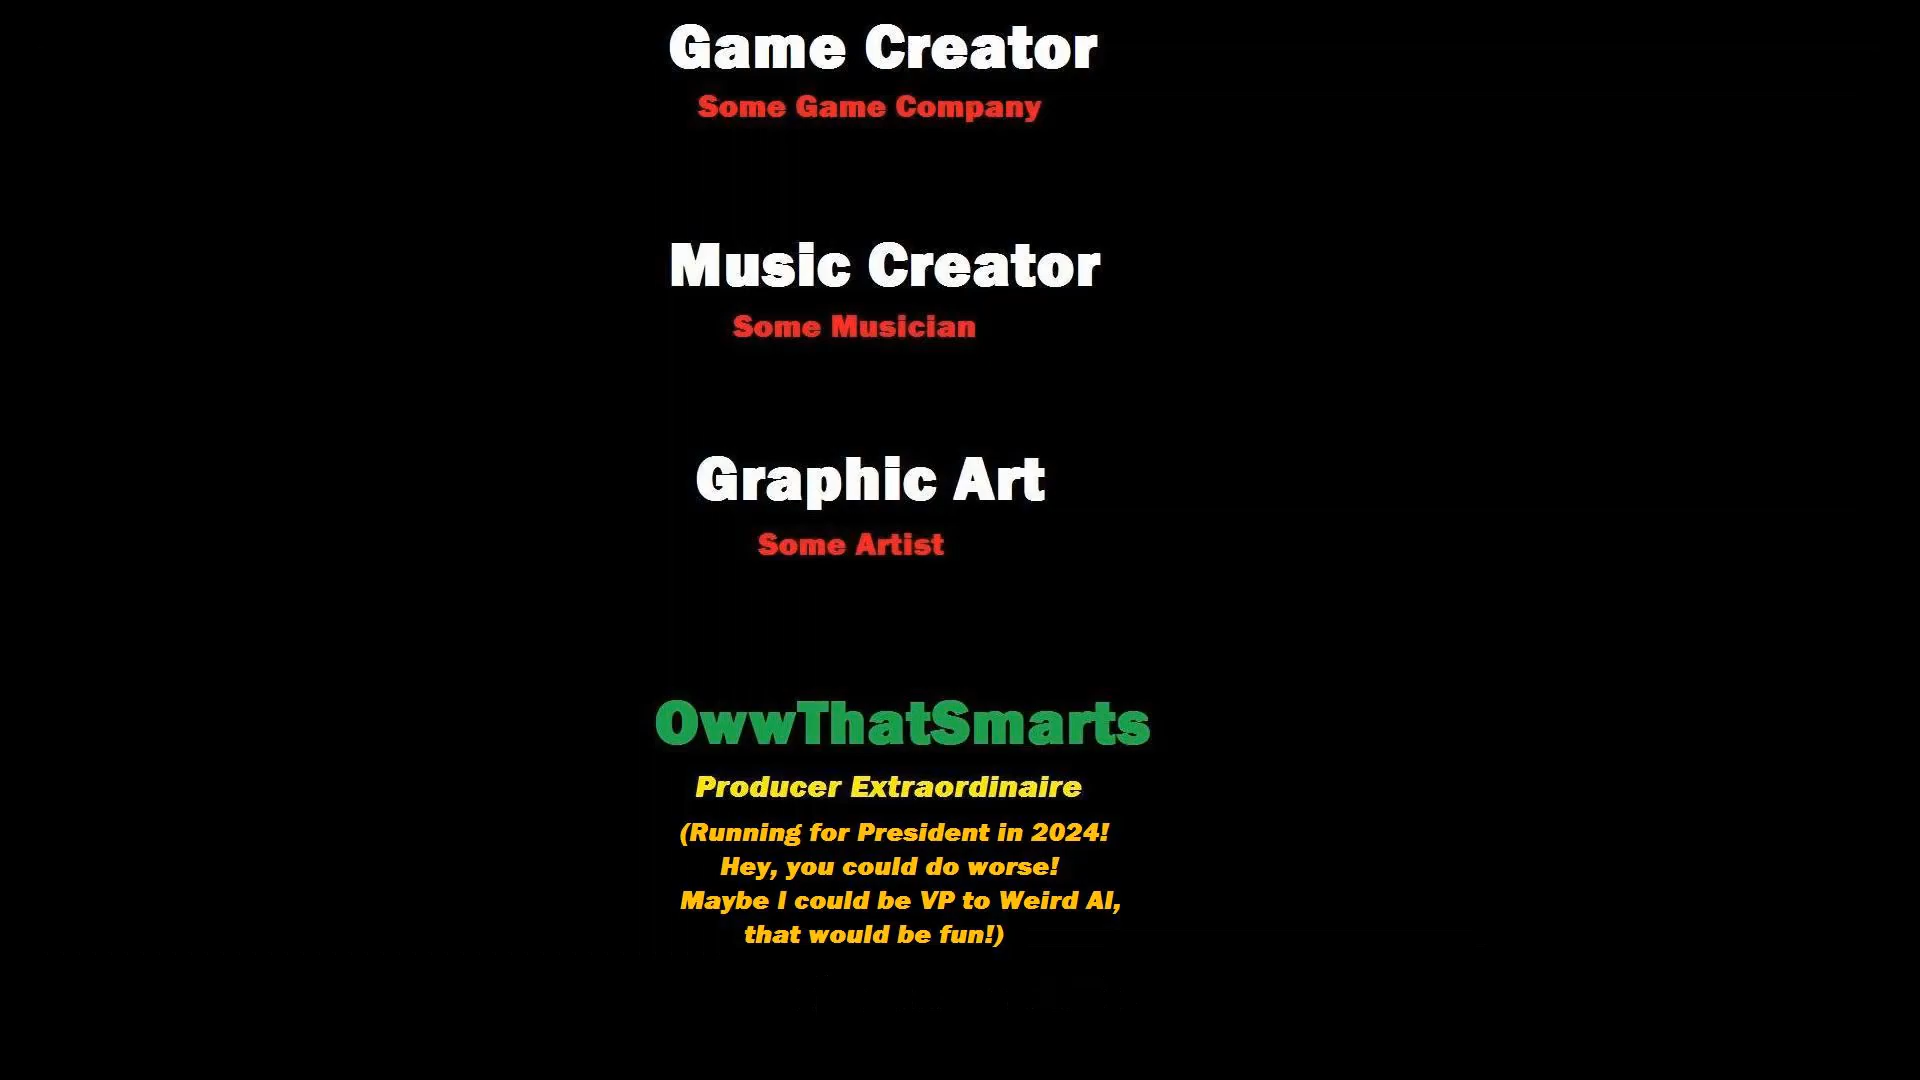 Game Creator
Some Game Company
Music Creator
Some Musician
Graphic Art
Some Artist
OwwThatSmarts
Producer Extraordinaire
(Running for President in 2024!
Hey, you could do worse!
Maybe I could be VP to Weird Al,
that would be fun!)